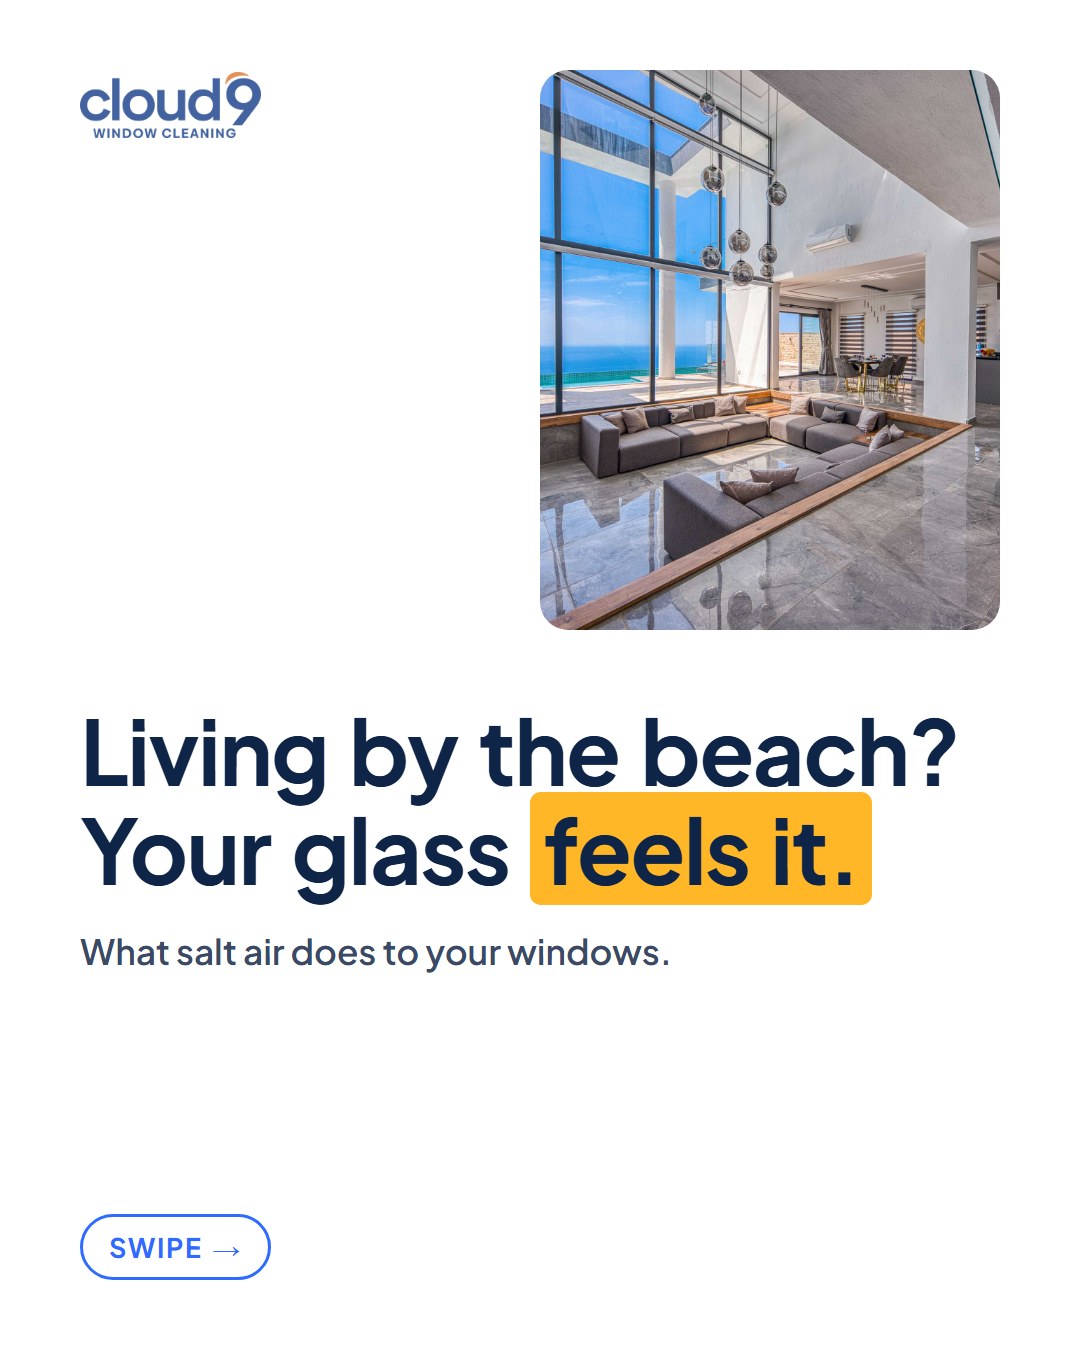 cloud9
WINDOW CLEANING
Living by the beach?
Your glass feels it.
What salt air does to your windows.
SWIPE →